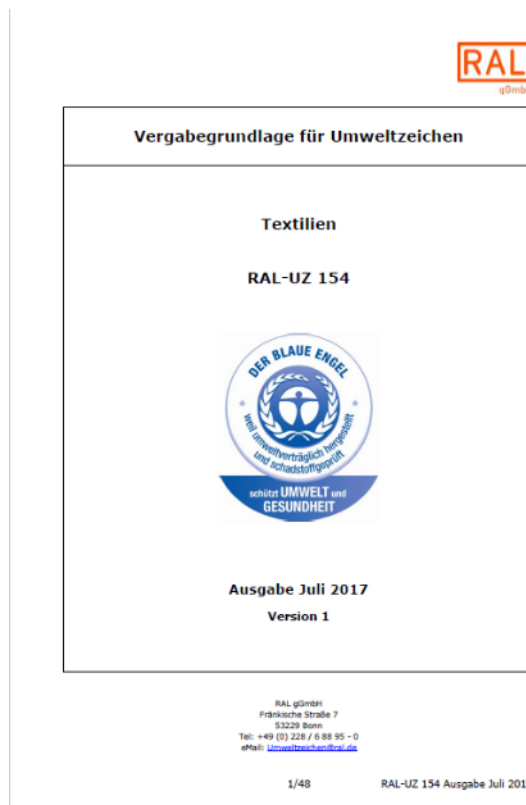 RAL
gGmb
Vergabegrundlage für Umweltzeichen
Textilien
RAL-UZ 154
DER BLAUE ENGEL
weil umweltverträglich hergestellt
und schadstoffgeprüft
schützt UMWELT und
GESUNDHEIT
Ausgabe Juli 2017
Version 1
RAL gGmbH
Fränkische Straße 7
53229 Bonn
Tel: +49 (0) 228 / 6 88 95 - 0
eMail: Umweltzeichen@ral.de
1/48 RAL-UZ 154 Ausgabe Juli 201